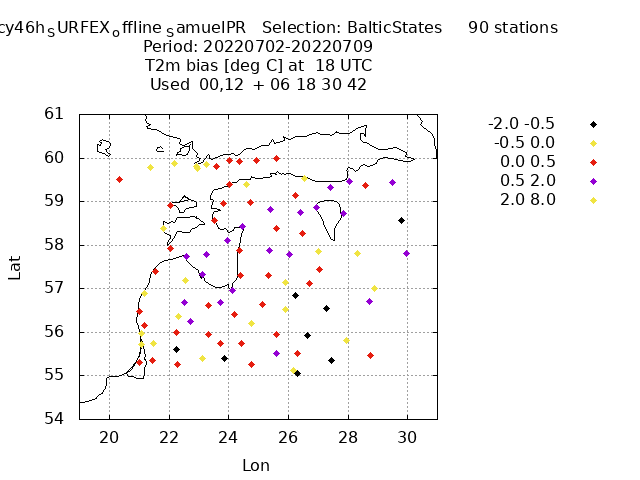 cy46h_SURFEX_offline_SamuelPR Selection: BalticStates 90 stations
Period: 20220702-20220709
T2m bias [deg C] at 18 UTC
Used 00,12 + 06 18 30 42
-2.0 -0.5
-0.5 0.0
0.0 0.5
0.5 2.0
2.0 8.0
61
60
59
58
57
56
55
54
Lat
20 22 24 26 28 30
Lon